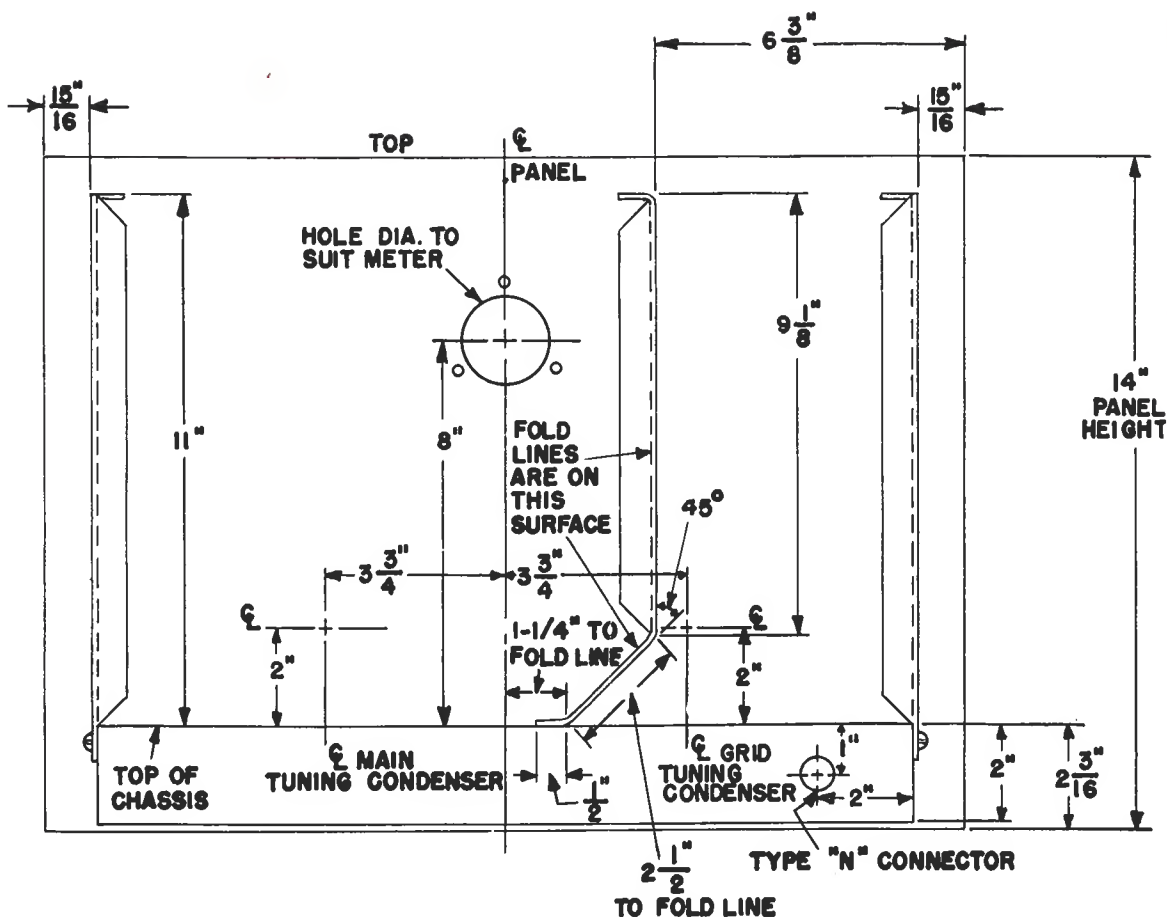 6 3/8"
15/16"
15/16"
TOP
℄
PANEL
HOLE DIA. TO
SUIT METER
9 1/8"
14"
PANEL
HEIGHT
11"
8"
FOLD
LINES
ARE ON
THIS
SURFACE
45°
3 3/4"
3 3/4"
℄
℄
1-1/4" TO
FOLD LINE
2"
2"
TOP OF
CHASSIS
℄ MAIN
TUNING CONDENSER
℄ GRID
TUNING
CONDENSER
1"
2"
2 3/16"
1/2"
2"
2 1/2"
TO FOLD LINE
TYPE "N" CONNECTOR